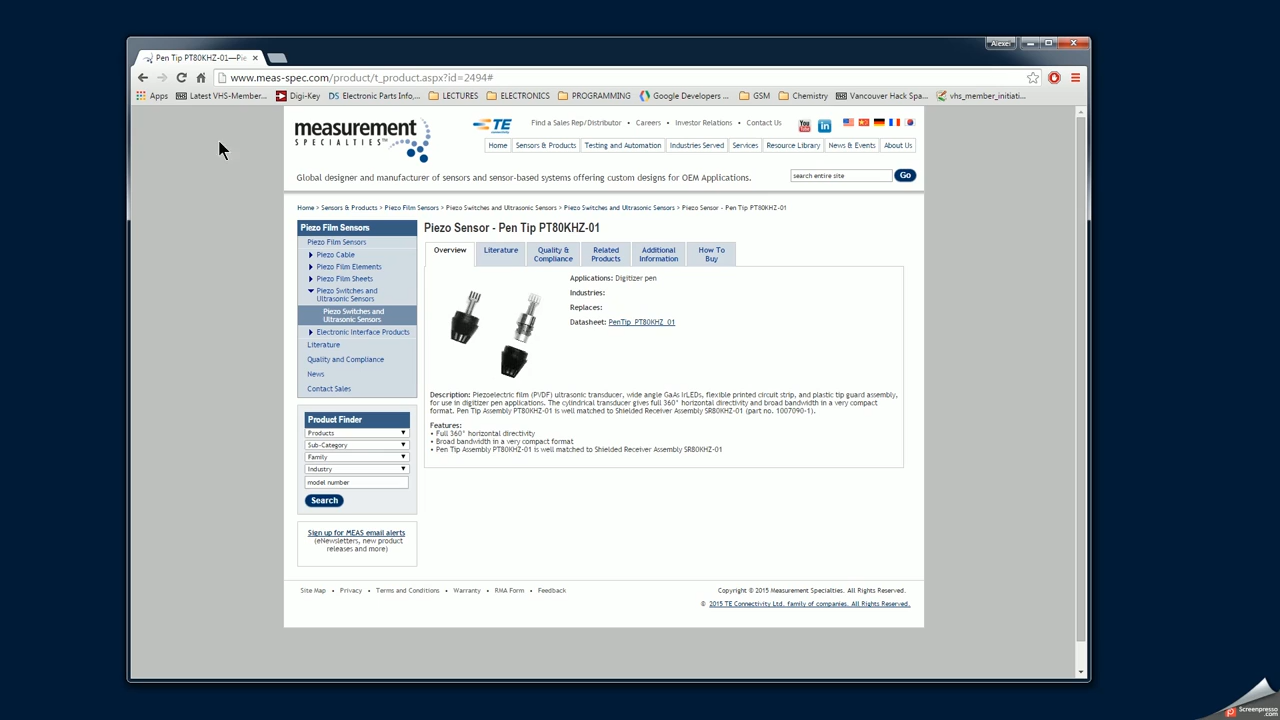 Alexei
Pen Tip PT80KHZ-01—Pie
www.meas-spec.com/product/t_product.aspx?id=2494#
Apps
Latest VHS-Member...
Digi-Key
DS Electronic Parts Info,...
LECTURES
ELECTRONICS
PROGRAMMING
Google Developers ...
GSM
Chemistry
Vancouver Hack Spa...
vhs_member_initiati...
measurement
SPECIALTIES™
TE
Find a Sales Rep/Distributor • Careers • Investor Relations • Contact Us
You
in
Home
Sensors & Products
Testing and Automation
Industries Served
Services
Resource Library
News & Events
About Us
Global designer and manufacturer of sensors and sensor-based systems offering custom designs for OEM Applications.
search entire site
Go
Home > Sensors & Products > Piezo Film Sensors > Piezo Switches and Ultrasonic Sensors > Piezo Switches and Ultrasonic Sensors > Piezo Sensor - Pen Tip PT80KHZ-01
Piezo Film Sensors
Piezo Film Sensors
Piezo Cable
Piezo Film Elements
Piezo Film Sheets
Piezo Switches and
Ultrasonic Sensors
Piezo Switches and
Ultrasonic Sensors
Electronic Interface Products
Literature
Quality and Compliance
News
Contact Sales
Product Finder
Products
Sub-Category
Family
Industry
model number
Search
Sign up for MEAS email alerts
(eNewsletters, new product
releases and more)
Piezo Sensor - Pen Tip PT80KHZ-01
Overview
Literature
Quality &
Compliance
Related
Products
Additional
Information
How To
Buy
Applications: Digitizer pen
Industries:
Replaces:
Datasheet: PenTip_PT80KHZ_01
Description: Piezoelectric film (PVDF) ultrasonic transducer, wide angle GaAs IrLEDs, flexible printed circuit strip, and plastic tip guard assembly,
for use in digitizer pen applications. The cylindrical transducer gives full 360° horizontal directivity and broad bandwidth in a very compact
format. Pen Tip Assembly PT80KHZ-01 is well matched to Shielded Receiver Assembly SR80KHZ-01 (part no. 1007090-1).
Features:
• Full 360° horizontal directivity
• Broad bandwidth in a very compact format
• Pen Tip Assembly PT80KHZ-01 is well matched to Shielded Receiver Assembly SR80KHZ-01
Site Map • Privacy • Terms and Conditions • Warranty • RMA Form • Feedback
Copyright © 2015 Measurement Specialties. All Rights Reserved.
© 2015 TE Connectivity Ltd. family of companies. All Rights Reserved.
Screenpresso
.com